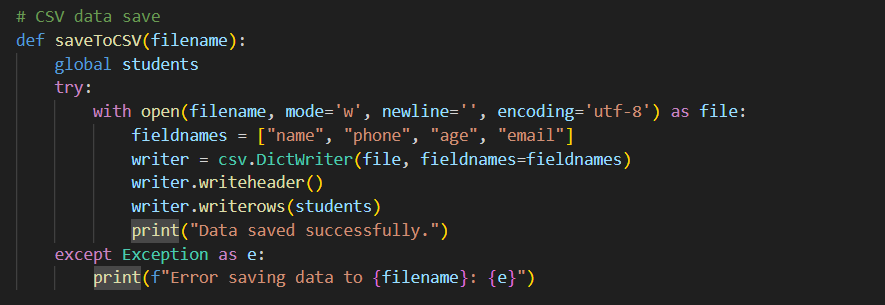 # CSV data save
def saveToCSV(filename):
    global students
    try:
        with open(filename, mode='w', newline='', encoding='utf-8') as file:
            fieldnames = ["name", "phone", "age", "email"]
            writer = csv.DictWriter(file, fieldnames=fieldnames)
            writer.writeheader()
            writer.writerows(students)
            print("Data saved successfully.")
    except Exception as e:
        print(f"Error saving data to {filename}: {e}")